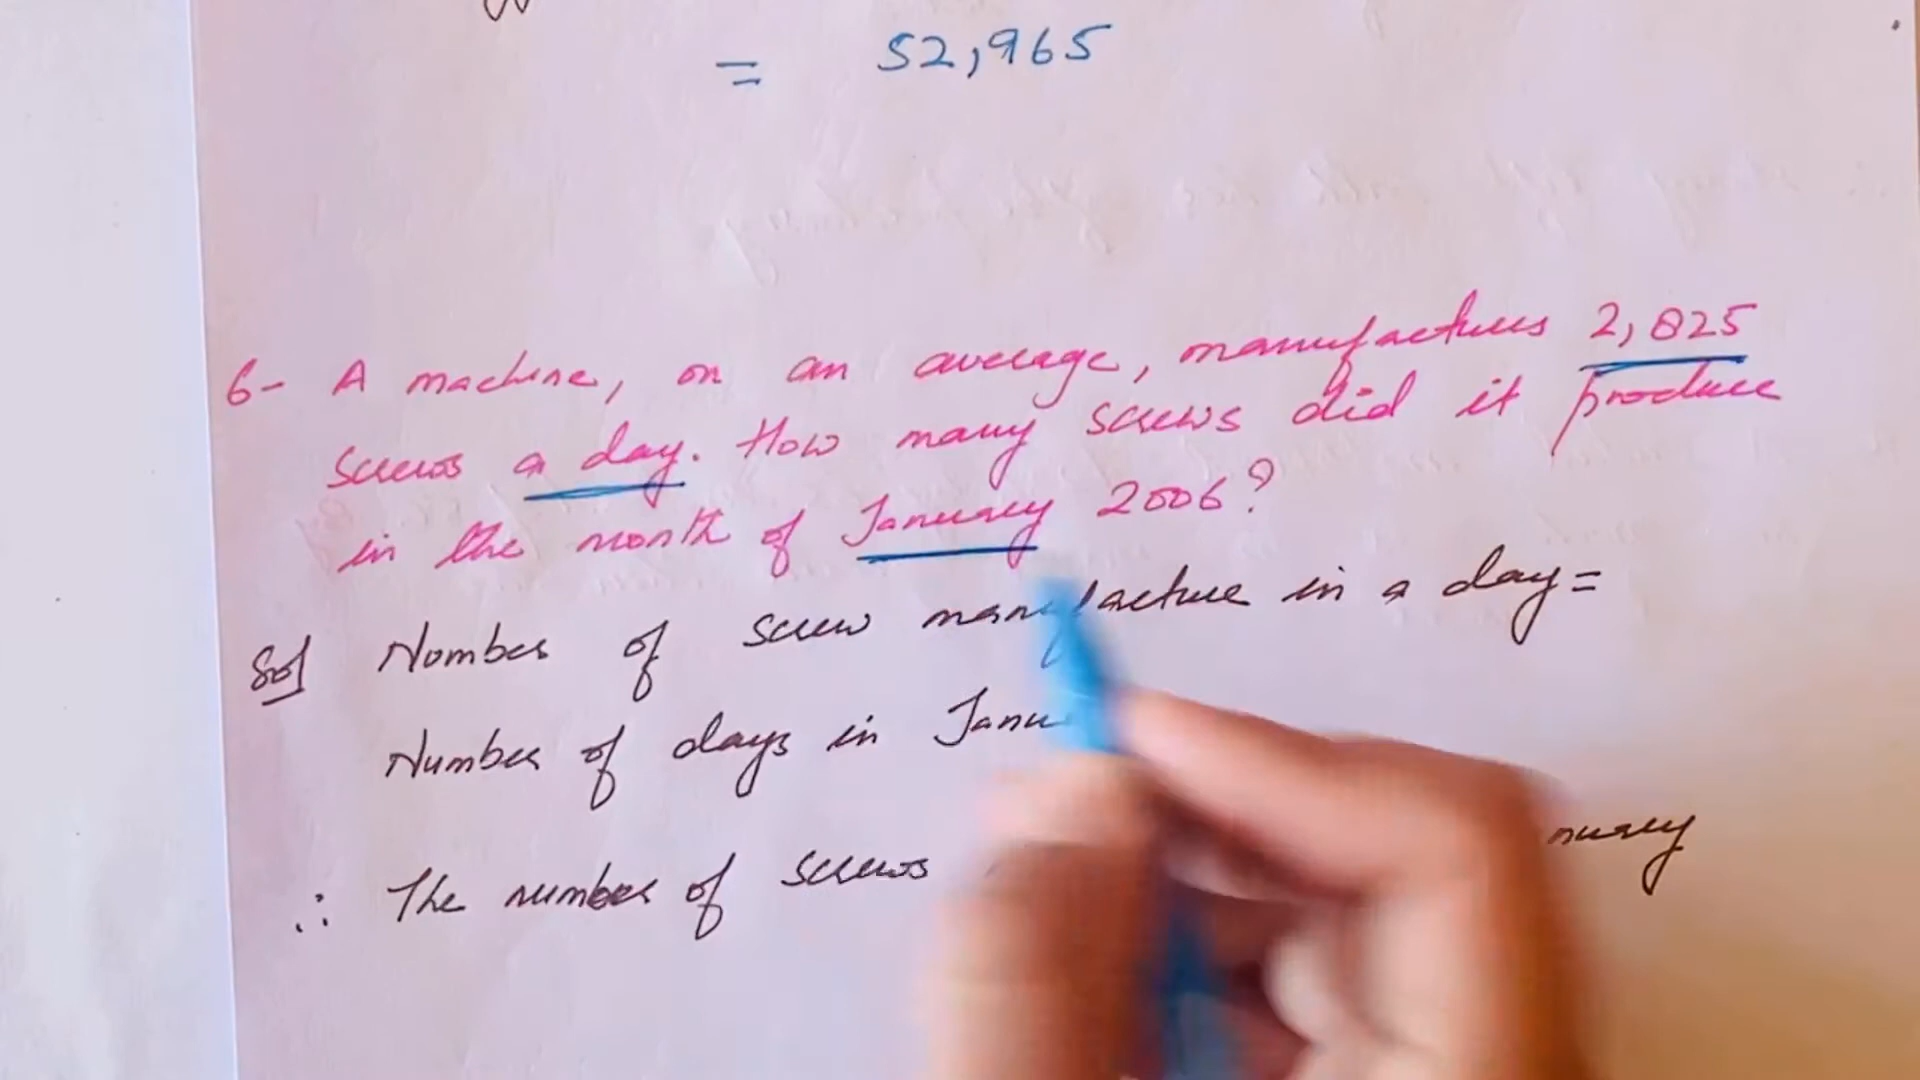 = 52,965
6- A machine, on an average, manufactures 2,825
screws a day. How many screws did it produce
in the month of January 2006?
Sol Number of screw manufacture in a day=
Number of days in Janu
∴ The number of screws nuary